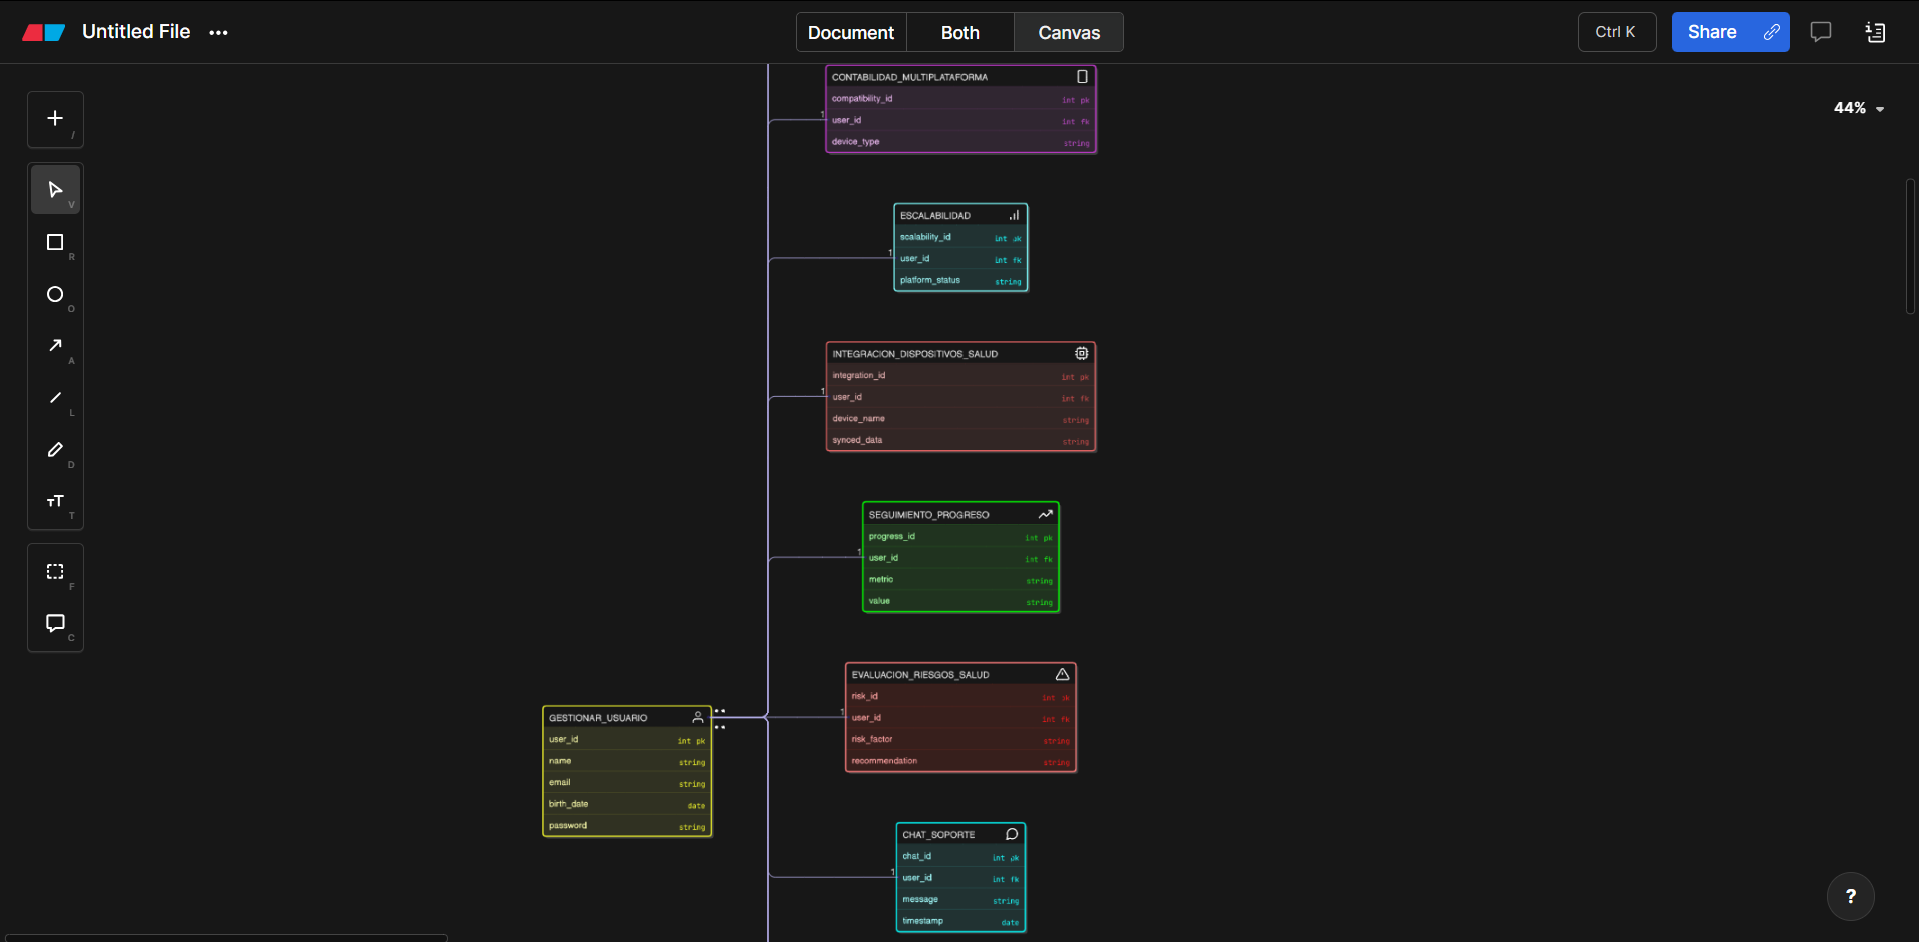 Untitled File
Document
Both
Canvas
Ctrl K
Share
44%
/
V
R
O
A
L
D
TT
T
F
C
CONTABILIDAD_MULTIPLATAFORMA
compatibility_id int pk
1
user_id int fk
device_type string
ESCALABILIDAD
scalability_id int pk
1
user_id int fk
platform_status string
INTEGRACION_DISPOSITIVOS_SALUD
integration_id int pk
1
user_id int fk
device_name string
synced_data string
SEGUIMIENTO_PROGRESO
progress_id int pk
1
user_id int fk
metric string
value string
EVALUACION_RIESGOS_SALUD
risk_id int pk
1
user_id int fk
risk_factor string
recommendation string
GESTIONAR_USUARIO
user_id int pk
name string
email string
birth_date date
password string
CHAT_SOPORTE
chat_id int pk
1
user_id int fk
message string
timestamp date
?